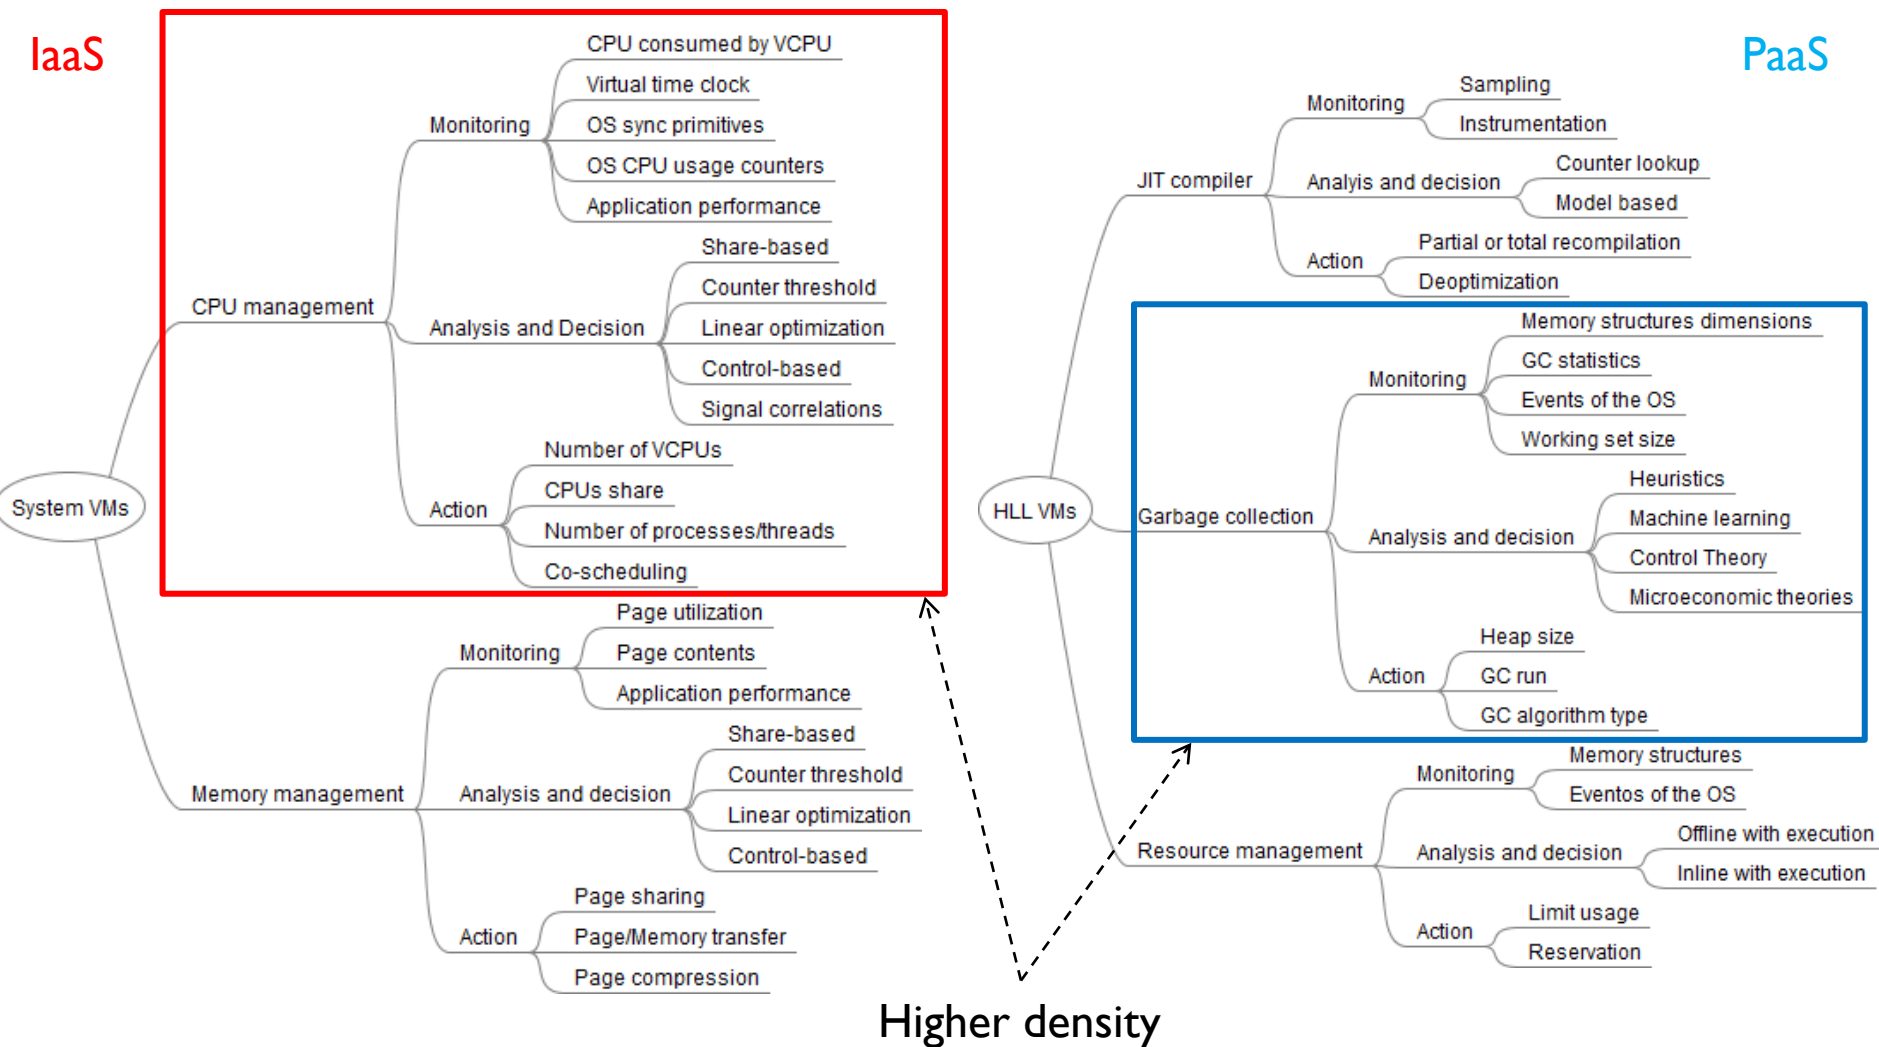 IaaS
CPU consumed by VCPU
Virtual time clock
Monitoring
OS sync primitives
OS CPU usage counters
Application performance
Share-based
Counter threshold
CPU management
Analysis and Decision
Linear optimization
Control-based
Signal correlations
Number of VCPUs
CPUs share
System VMs
Action
Number of processes/threads
Co-scheduling
Page utilization
Monitoring
Page contents
Application performance
Share-based
Counter threshold
Memory management
Analysis and decision
Linear optimization
Control-based
Page sharing
Action
Page/Memory transfer
Page compression
PaaS
Sampling
Monitoring
Instrumentation
Counter lookup
JIT compiler
Analyis and decision
Model based
Partial or total recompilation
Action
Deoptimization
Memory structures dimensions
GC statistics
Monitoring
Events of the OS
Working set size
Heuristics
HLL VMs
Garbage collection
Machine learning
Analysis and decision
Control Theory
Microeconomic theories
Heap size
Action
GC run
GC algorithm type
Memory structures
Monitoring
Eventos of the OS
Offline with execution
Resource management
Analysis and decision
Inline with execution
Limit usage
Action
Reservation
Higher density